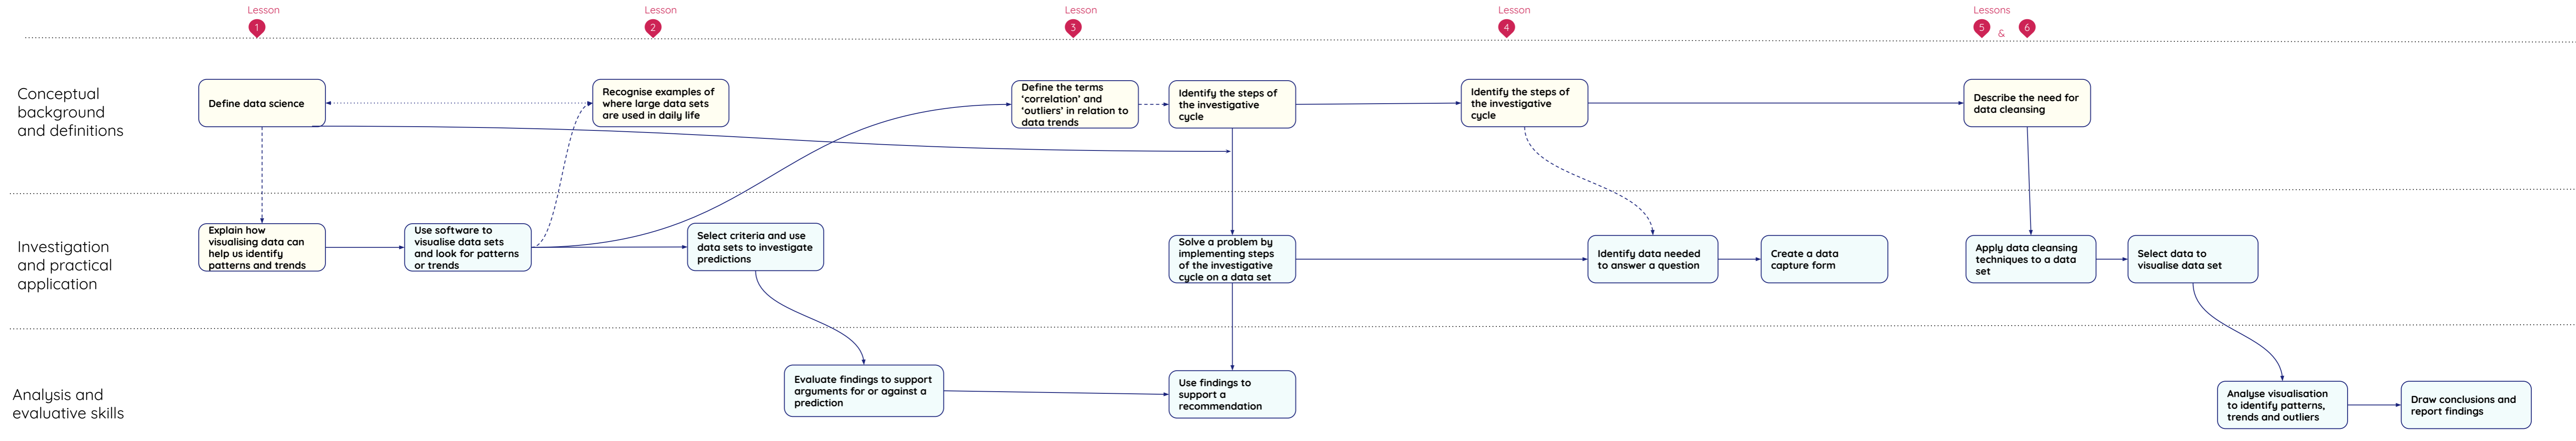 Lesson
1
Lesson
2
Lesson
3
Lesson
4
Lessons
5
&
6
Conceptual
background
and definitions
Define data science
Recognise examples of
where large data sets
are used in daily life
Define the terms
‘correlation’ and
‘outliers’ in relation to
data trends
Identify the steps of
the investigative
cycle
Identify the steps of
the investigative
cycle
Describe the need for
data cleansing
Investigation
and practical
application
Explain how
visualising data can
help us identify
patterns and trends
Use software to
visualise data sets
and look for patterns
or trends
Select criteria and use
data sets to investigate
predictions
Solve a problem by
implementing steps
of the investigative
cycle on a data set
Identify data needed
to answer a question
Create a data
capture form
Apply data cleansing
techniques to a data
set
Select data to
visualise data set
Analysis and
evaluative skills
Evaluate findings to support
arguments for or against a
prediction
Use findings to
support a
recommendation
Analyse visualisation
to identify patterns,
trends and outliers
Draw conclusions and
report findings